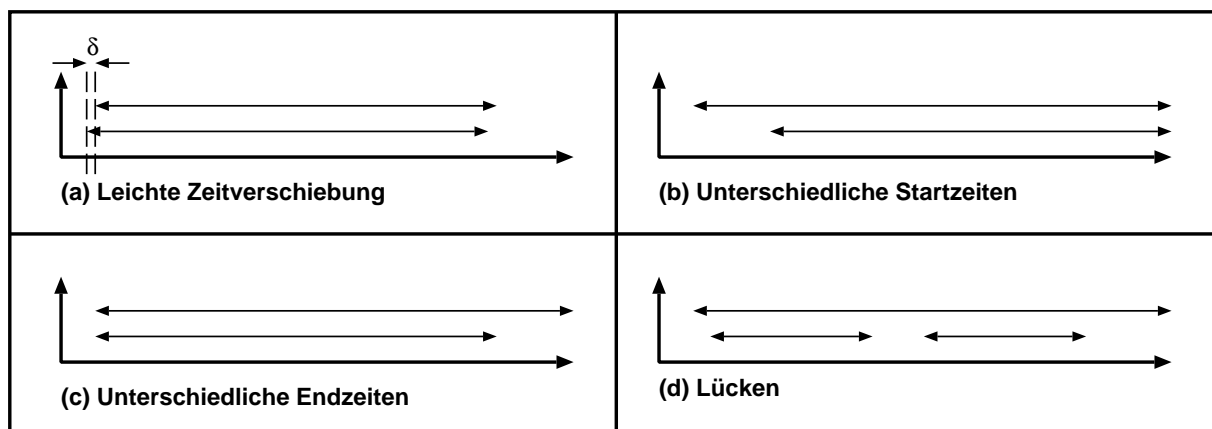 δ
(a) Leichte Zeitverschiebung
(b) Unterschiedliche Startzeiten
(c) Unterschiedliche Endzeiten
(d) Lücken